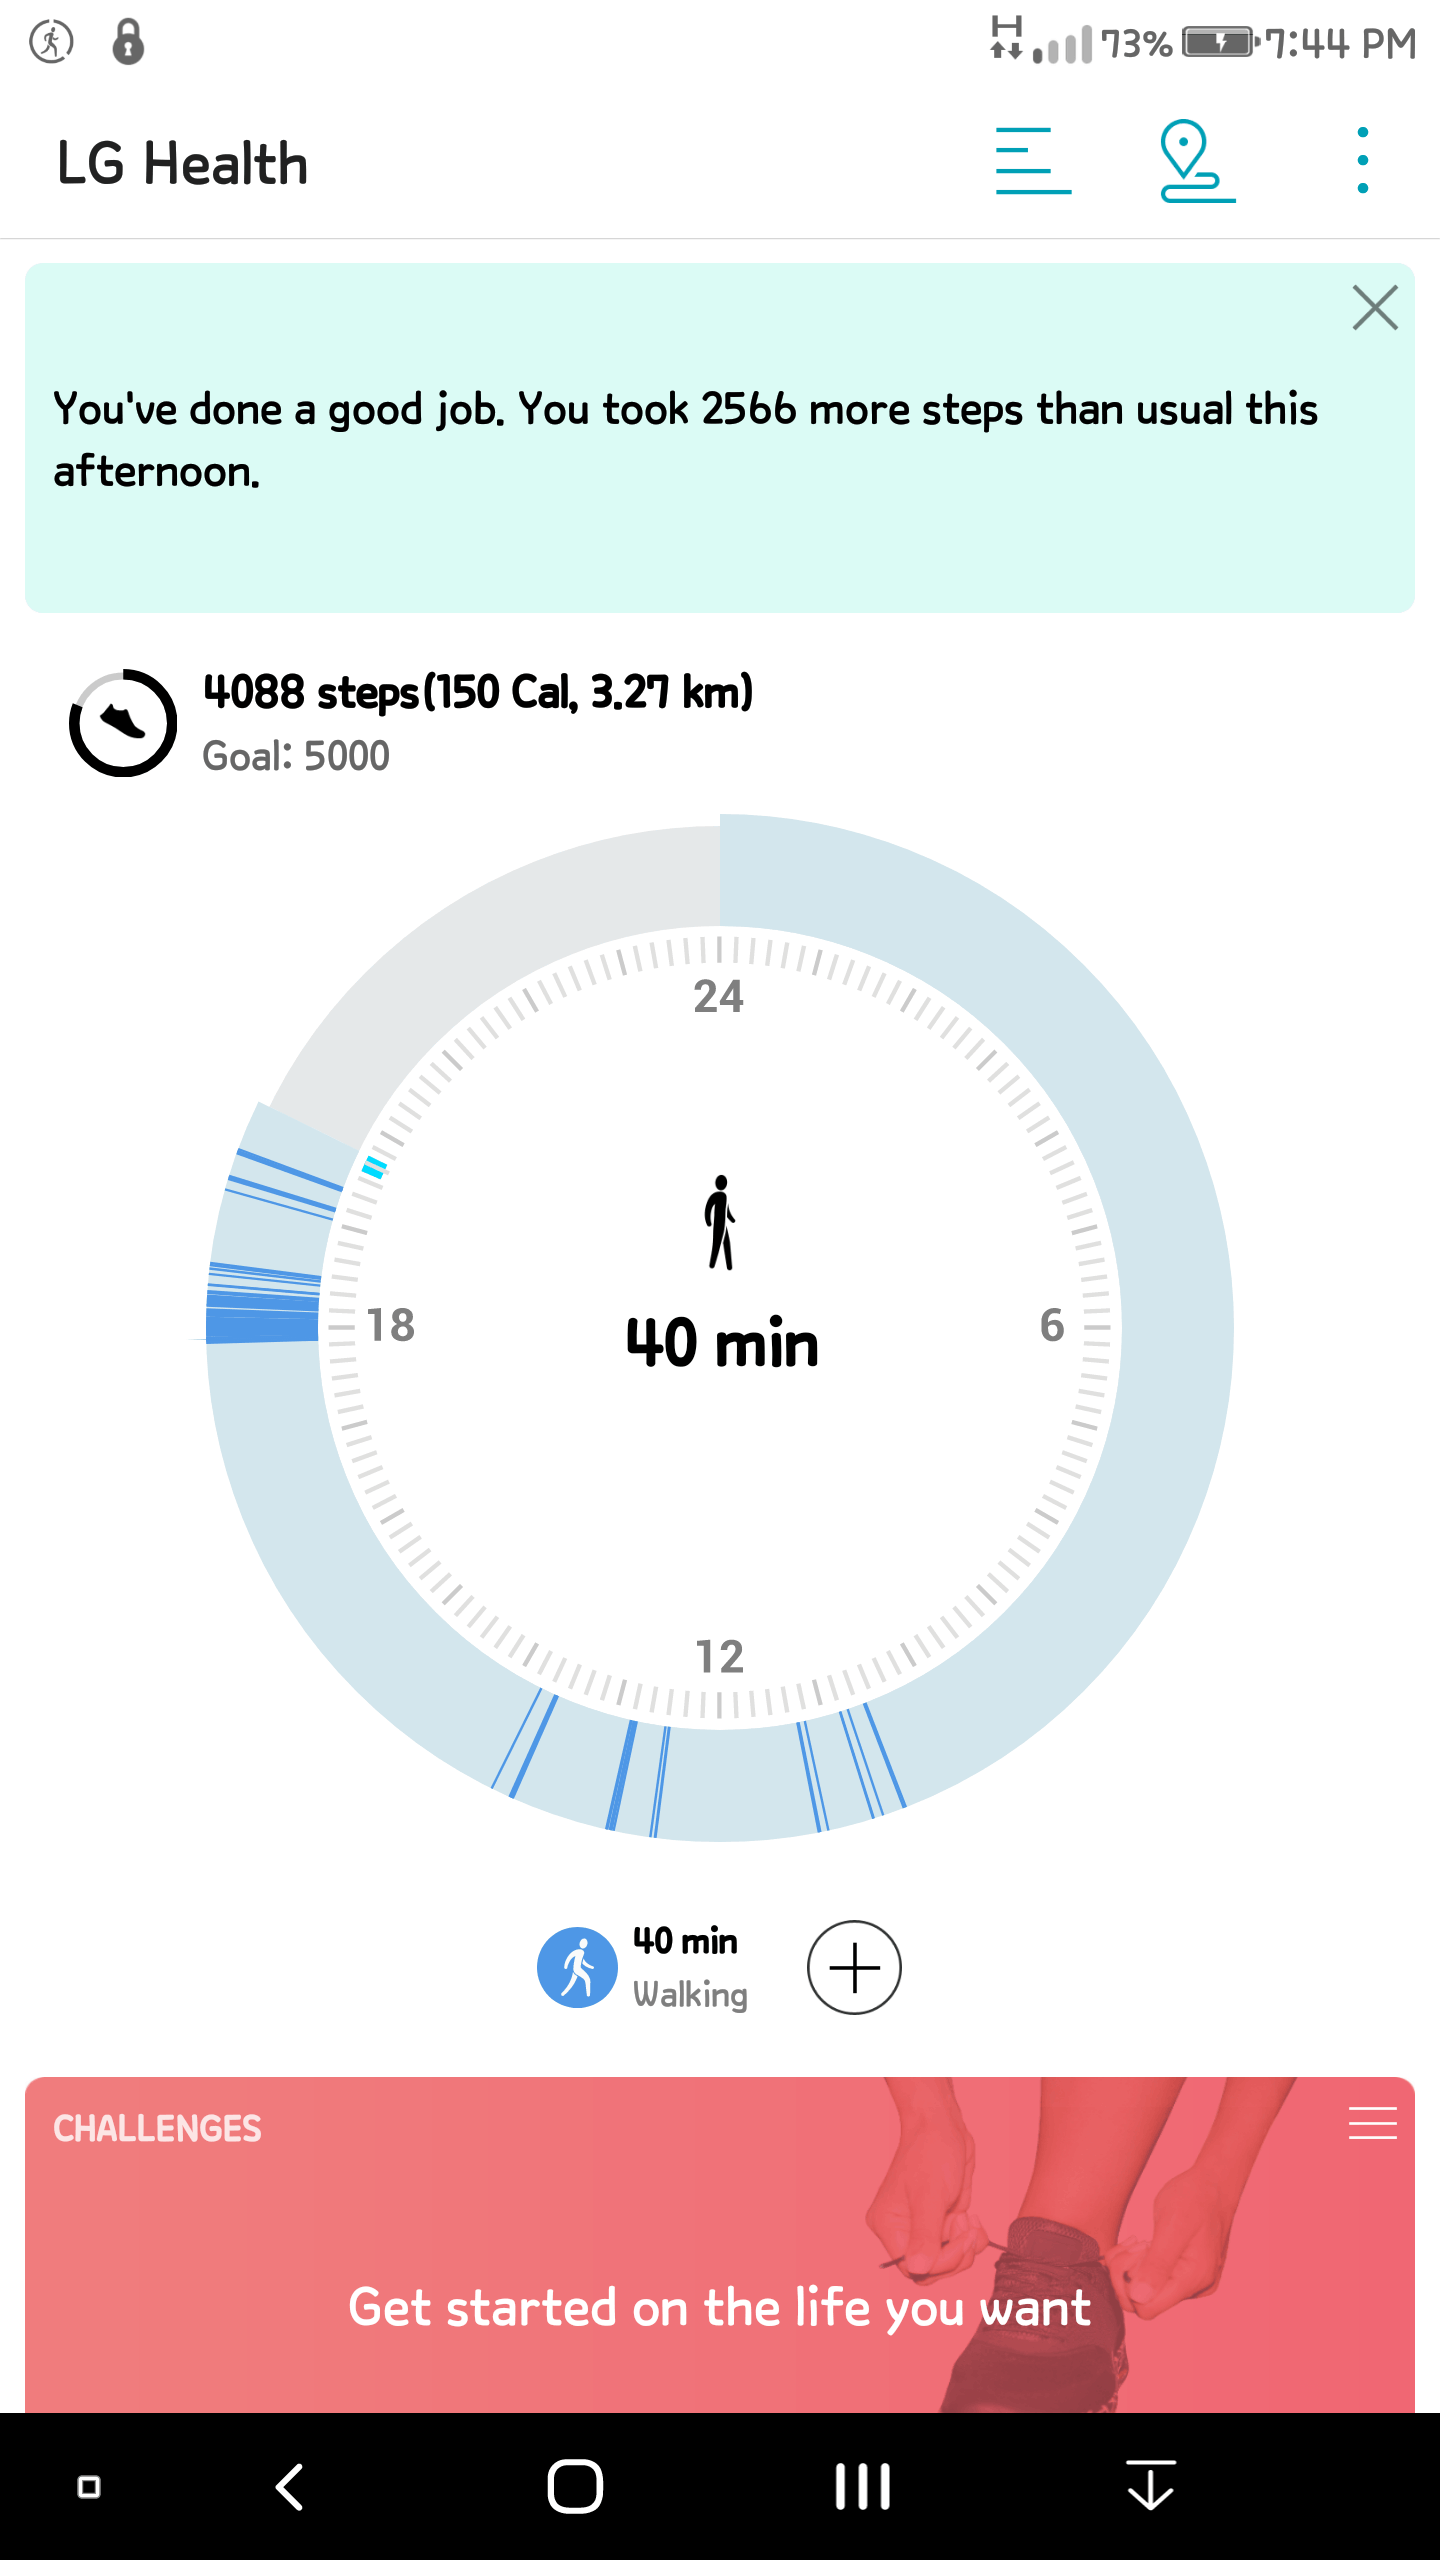 H 73% 7:44 PM
LG Health
You've done a good job. You took 2566 more steps than usual this
afternoon.
4088 steps(150 Cal, 3.27 km)
Goal: 5000
24
18
6
40 min
12
40 min
Walking
CHALLENGES
Get started on the life you want